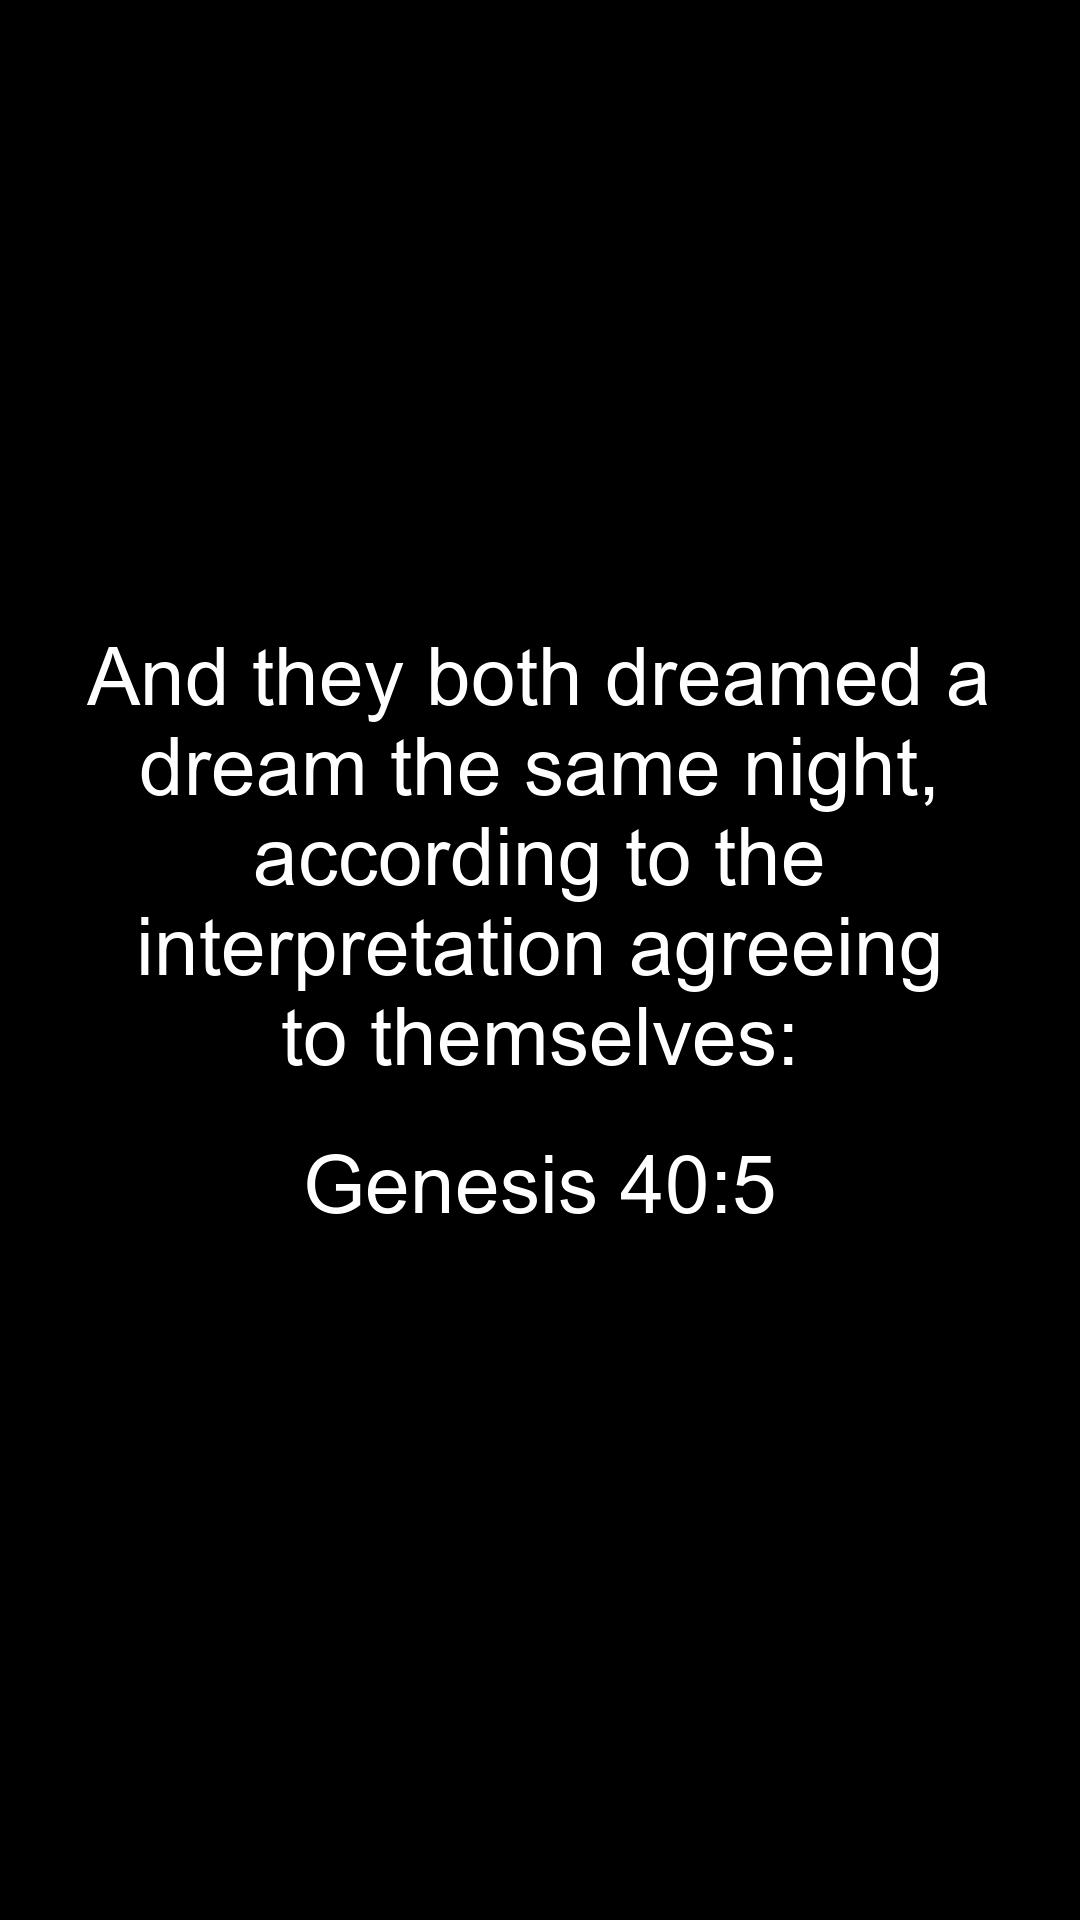 And they both dreamed a
dream the same night,
according to the
interpretation agreeing
to themselves:
Genesis 40:5